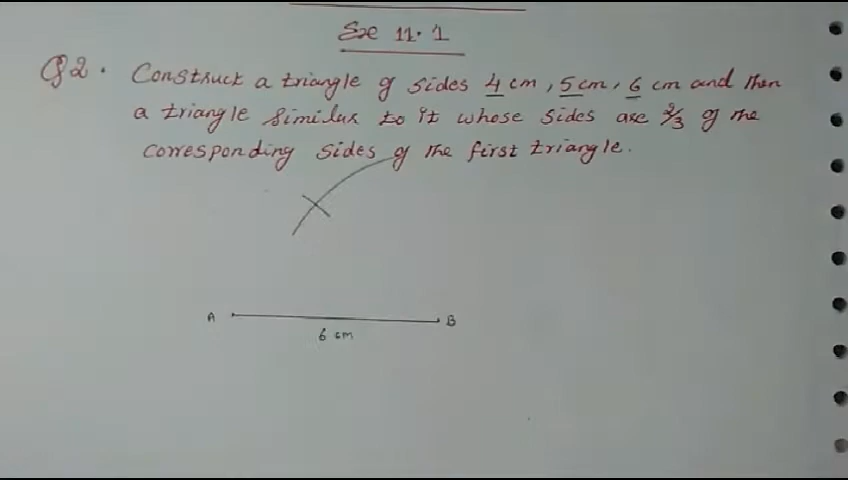 Exe 11.1
Q2. Construct a triangle of sides 4 cm, 5 cm, 6 cm and then
a triangle similar to it whose sides are 2/3 of the
corresponding sides of the first triangle.
A B
6 cm